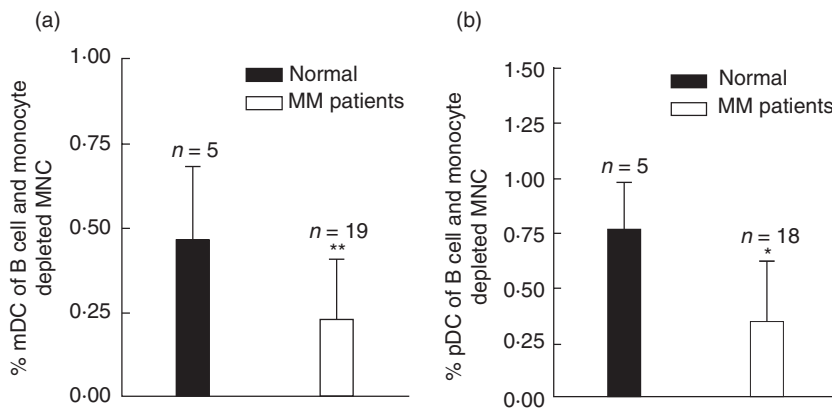 (a)
% mDC of B cell and monocyte
depleted MNC
1·00
0·75
0·50
0·25
0·00
Normal
MM patients
n = 5
n = 19
**
(b)
% pDC of B cell and monocyte
depleted MNC
1·50
1·25
1·00
0·75
0·50
0·25
0·00
Normal
MM patients
n = 5
n = 18
*